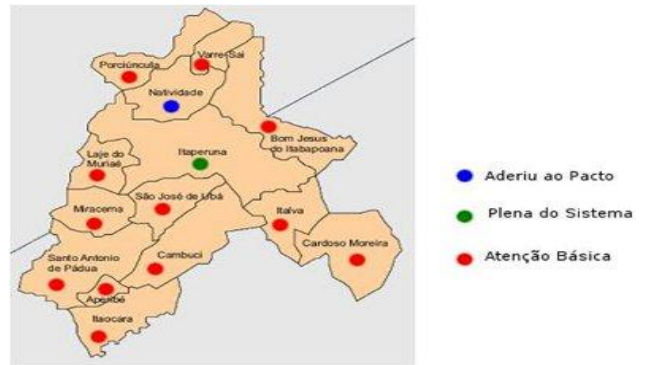 Varre-Sai
Porciúncula
Natividade
Bom Jesus
do Itabapoana
Laje do
Muriaé
Itaperuna
São José de Ubá
Miracema
Italva
Cardoso Moreira
Santo Antonio
de Pádua
Cambuci
Aperibé
Itaocara
Aderiu ao Pacto
Plena do Sistema
Atenção Básica